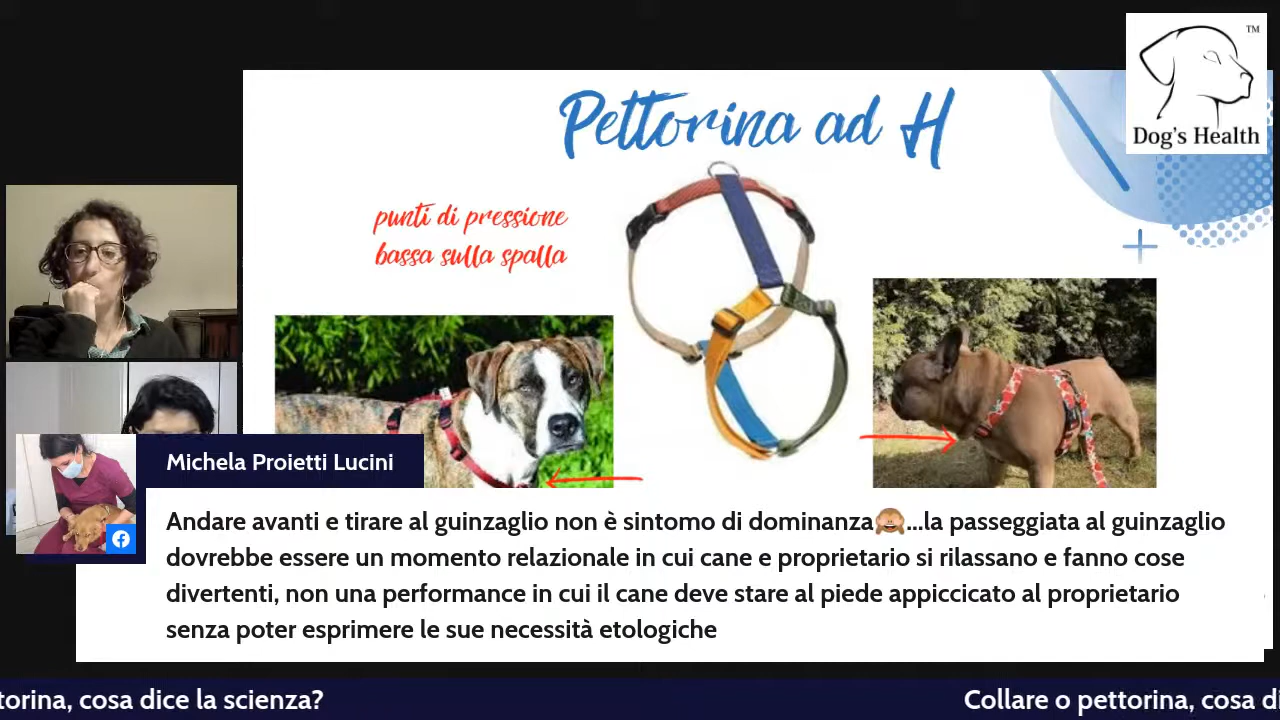 Pettorina ad H
TM
Dog's Health
punti di pressione
bassa sulla spalla
Michela Proietti Lucini
Andare avanti e tirare al guinzaglio non è sintomo di dominanza🙈...la passeggiata al guinzaglio
dovrebbe essere un momento relazionale in cui cane e proprietario si rilassano e fanno cose
divertenti, non una performance in cui il cane deve stare al piede appiccicato al proprietario
senza poter esprimere le sue necessità etologiche
torina, cosa dice la scienza?
Collare o pettorina, cosa di